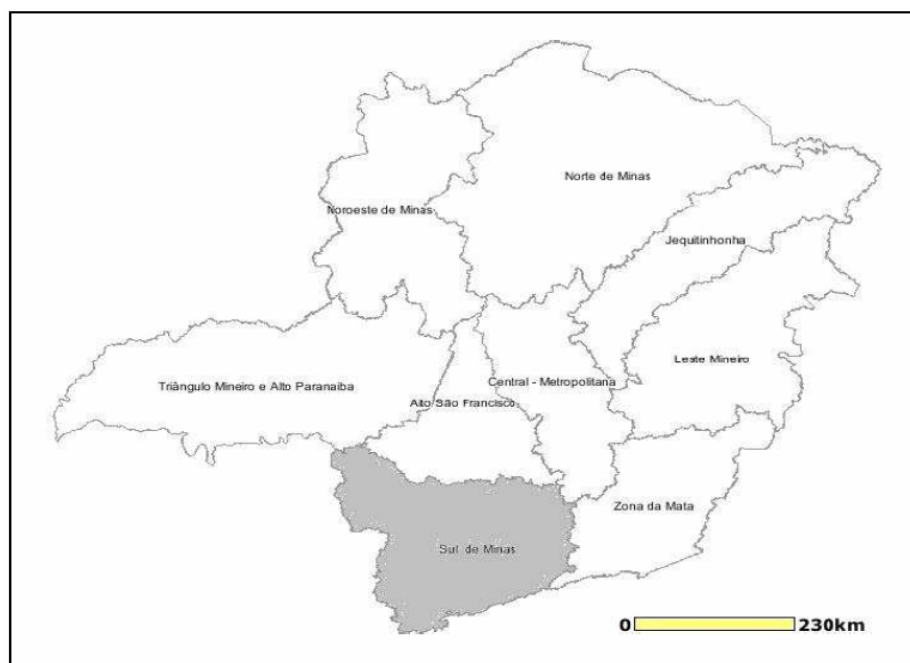 Norte de Minas
Noroeste de Minas
Jequitinhonha
Leste Mineiro
Triângulo Mineiro e Alto Paranaiba
Central - Metropolitana
Alto São Francisco
Zona da Mata
Sul de Minas
0 230km